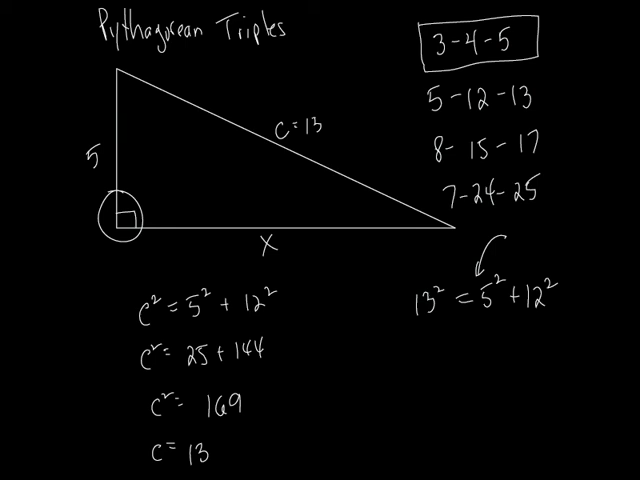 Pythagorean Triples
3-4-5
5-12-13
8-15-17
7-24-25
c=13
5
x
13² = 5² + 12²
c² = 5² + 12²
c² = 25 + 144
c² = 169
c = 13